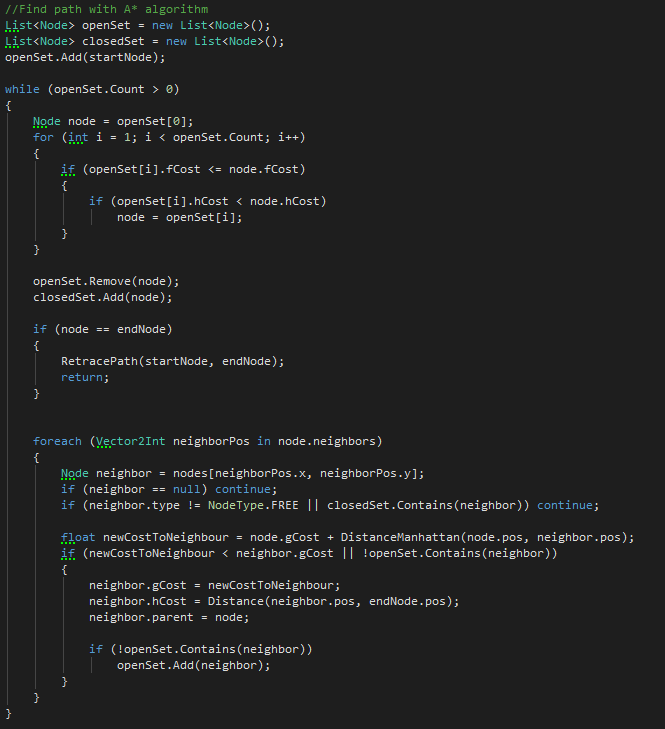 //Find path with A* algorithm
List<Node> openSet = new List<Node>();
List<Node> closedSet = new List<Node>();
openSet.Add(startNode);

while (openSet.Count > 0)
{
    Node node = openSet[0];
    for (int i = 1; i < openSet.Count; i++)
    {
        if (openSet[i].fCost <= node.fCost)
        {
            if (openSet[i].hCost < node.hCost)
                node = openSet[i];
        }
    }

    openSet.Remove(node);
    closedSet.Add(node);

    if (node == endNode)
    {
        RetracePath(startNode, endNode);
        return;
    }


    foreach (Vector2Int neighborPos in node.neighbors)
    {
        Node neighbor = nodes[neighborPos.x, neighborPos.y];
        if (neighbor == null) continue;
        if (neighbor.type != NodeType.FREE || closedSet.Contains(neighbor)) continue;

        float newCostToNeighbour = node.gCost + DistanceManhattan(node.pos, neighbor.pos);
        if (newCostToNeighbour < neighbor.gCost || !openSet.Contains(neighbor))
        {
            neighbor.gCost = newCostToNeighbour;
            neighbor.hCost = Distance(neighbor.pos, endNode.pos);
            neighbor.parent = node;

            if (!openSet.Contains(neighbor))
                openSet.Add(neighbor);
        }
    }
}